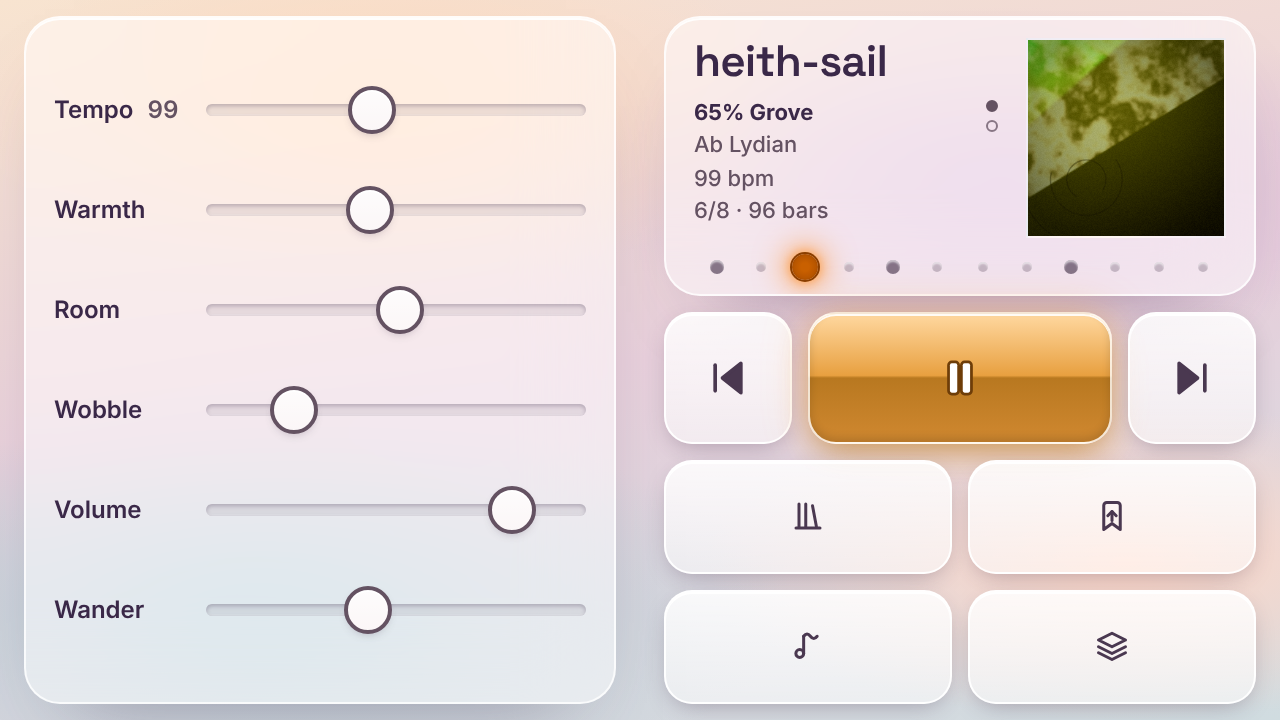 Tempo 99
Warmth
Room
Wobble
Volume
Wander
heith-sail
65% Grove
Ab Lydian
99 bpm
6/8 · 96 bars